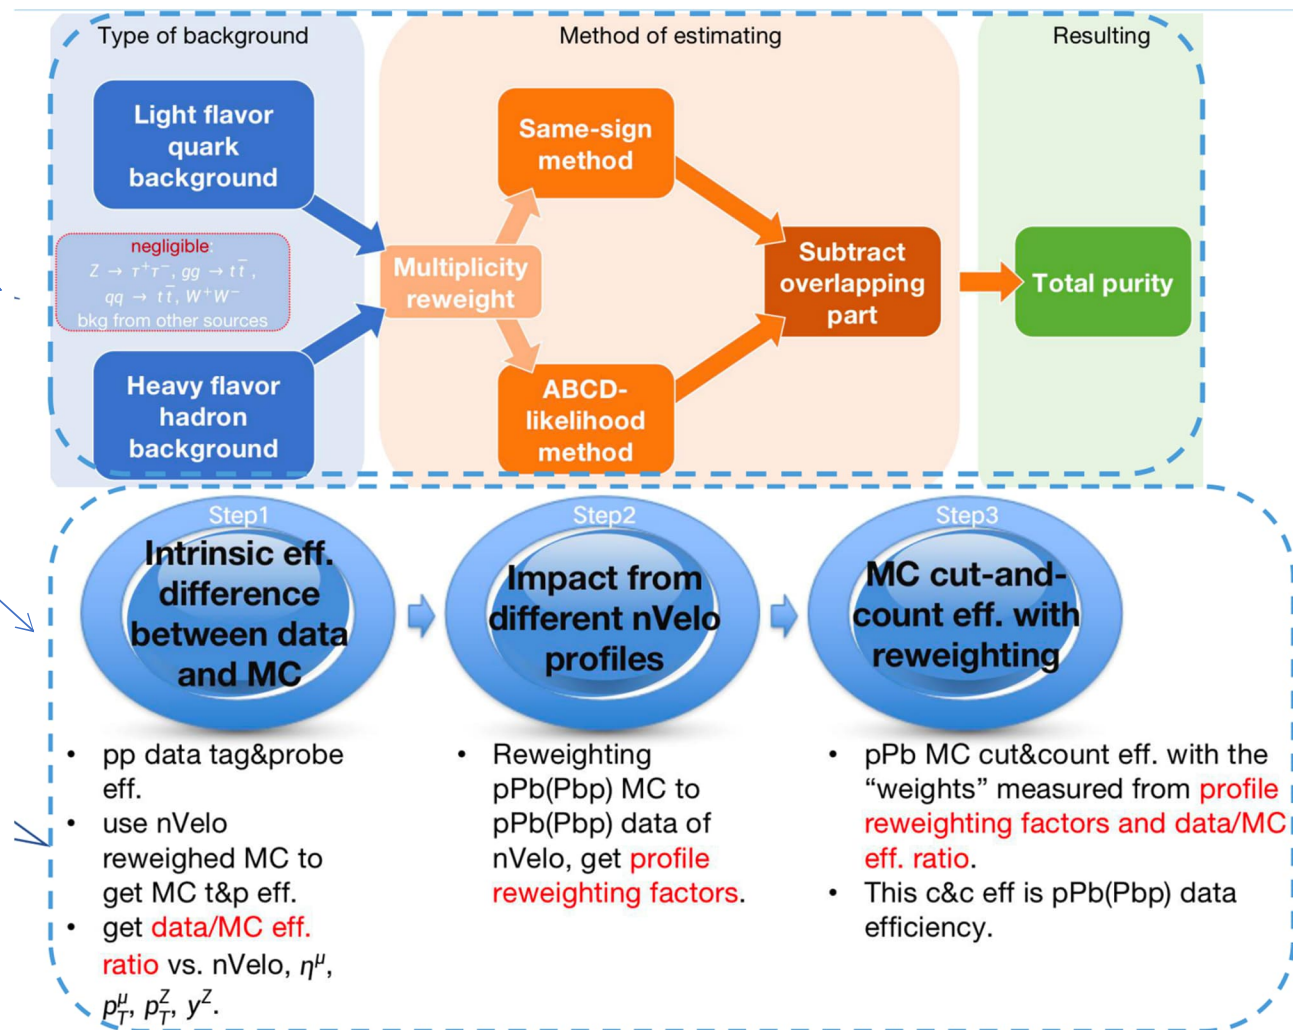 Type of background
Method of estimating
Resulting
Light flavor
quark
background
Same-sign
method
negligible:
Z → τ⁺τ⁻, gg → tt̅ ,
qq → tt̅, W⁺W⁻
bkg from other sources
Multiplicity
reweight
Subtract
overlapping
part
Total purity
Heavy flavor
hadron
background
ABCD-
likelihood
method
Step1
Intrinsic eff.
difference
between data
and MC
Step2
Impact from
different nVelo
profiles
Step3
MC cut-and-
count eff. with
reweighting
• pp data tag&probe
eff.
• use nVelo
reweighed MC to
get MC t&p eff.
• get data/MC eff.
ratio vs. nVelo, η^μ,
p_T^μ, p_T^Z, y^Z.
• Reweighting
pPb(Pbp) MC to
pPb(Pbp) data of
nVelo, get profile
reweighting factors.
• pPb MC cut&count eff. with the
“weights” measured from profile
reweighting factors and data/MC
eff. ratio.
• This c&c eff is pPb(Pbp) data
efficiency.